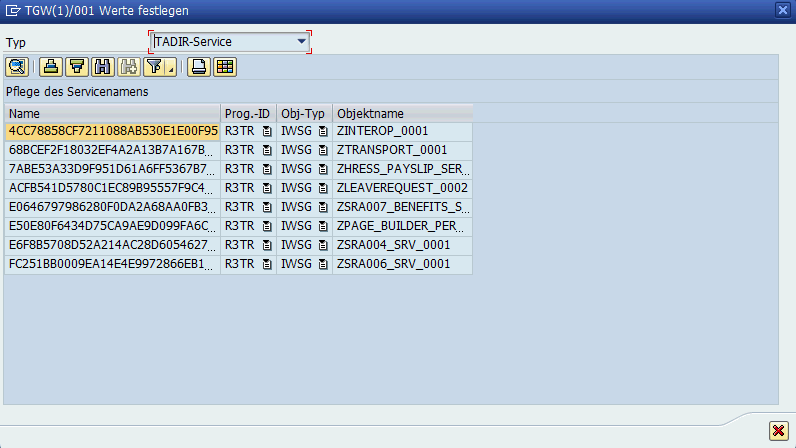 TGW(1)/001 Werte festlegen
Typ TADIR-Service
Pflege des Servicenamens
Name Prog.-ID Obj-Typ Objektname
4CC78858CF7211088AB530E1E00F95 R3TR IWSG ZINTEROP_0001
68BCEF2F18032EF4A2A13B7A167B... R3TR IWSG ZTRANSPORT_0001
7ABE53A33D9F951D61A6FF5367B7... R3TR IWSG ZHRESS_PAYSLIP_SER...
ACFB541D5780C1EC89B95557F9C4... R3TR IWSG ZLEAVEREQUEST_0002
E0646797986280F0DA2A68AA0FB3... R3TR IWSG ZSRA007_BENEFITS_S...
E50E80F6434D75CA9AE9D099FA6C... R3TR IWSG ZPAGE_BUILDER_PER...
E6F8B5708D52A214AC28D6054627... R3TR IWSG ZSRA004_SRV_0001
FC251BB0009EA14E4E9972866EB1... R3TR IWSG ZSRA006_SRV_0001